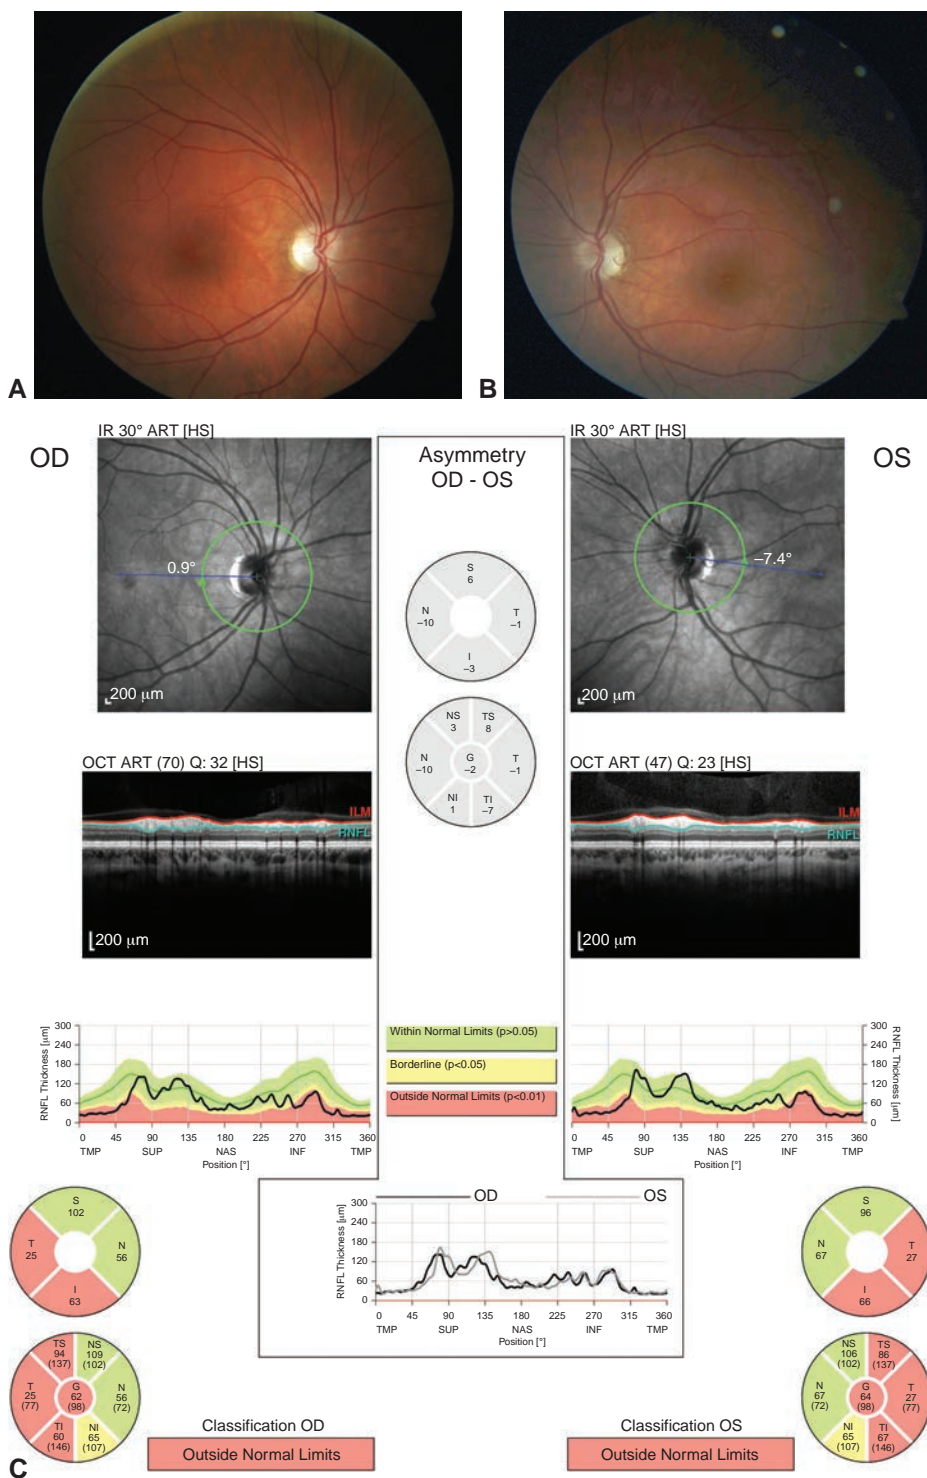 A
B
IR 30° ART [HS]
IR 30° ART [HS]
OD
Asymmetry
OD - OS
OS
0.9°
–7.4°
200 μm
200 μm
S
6
N
–10
T
–1
I
–3
NS
3
TS
8
N
–10
G
–2
T
–1
NI
1
TI
–7
OCT ART (70) Q: 32 [HS]
OCT ART (47) Q: 23 [HS]
ILM
RNFL
200 μm
ILM
RNFL
200 μm
RNFL Thickness [μm]
300
240
180
120
60
0
0 45 90 135 180 225 270 315 360
TMP SUP NAS INF TMP
Position [°]
Within Normal Limits (p>0.05)
Borderline (p<0.05)
Outside Normal Limits (p<0.01)
300
240
180
120
60
0
RNFL Thickness [μm]
0 45 90 135 180 225 270 315 360
TMP SUP NAS INF TMP
Position [°]
OD OS
RNFL Thickness [μm]
300
240
180
120
60
0
0 45 90 135 180 225 270 315 360
TMP SUP NAS INF TMP
Position [°]
S
102
T
25
N
56
I
63
S
96
N
67
T
27
I
66
TS
94
(137)
NS
109
(102)
T
25
(77)
G
62
(98)
N
56
(72)
TI
60
(146)
NI
65
(107)
NS
106
(102)
TS
86
(137)
N
67
(72)
G
64
(98)
T
27
(77)
NI
65
(107)
TI
67
(146)
Classification OD
Outside Normal Limits
Classification OS
Outside Normal Limits
C